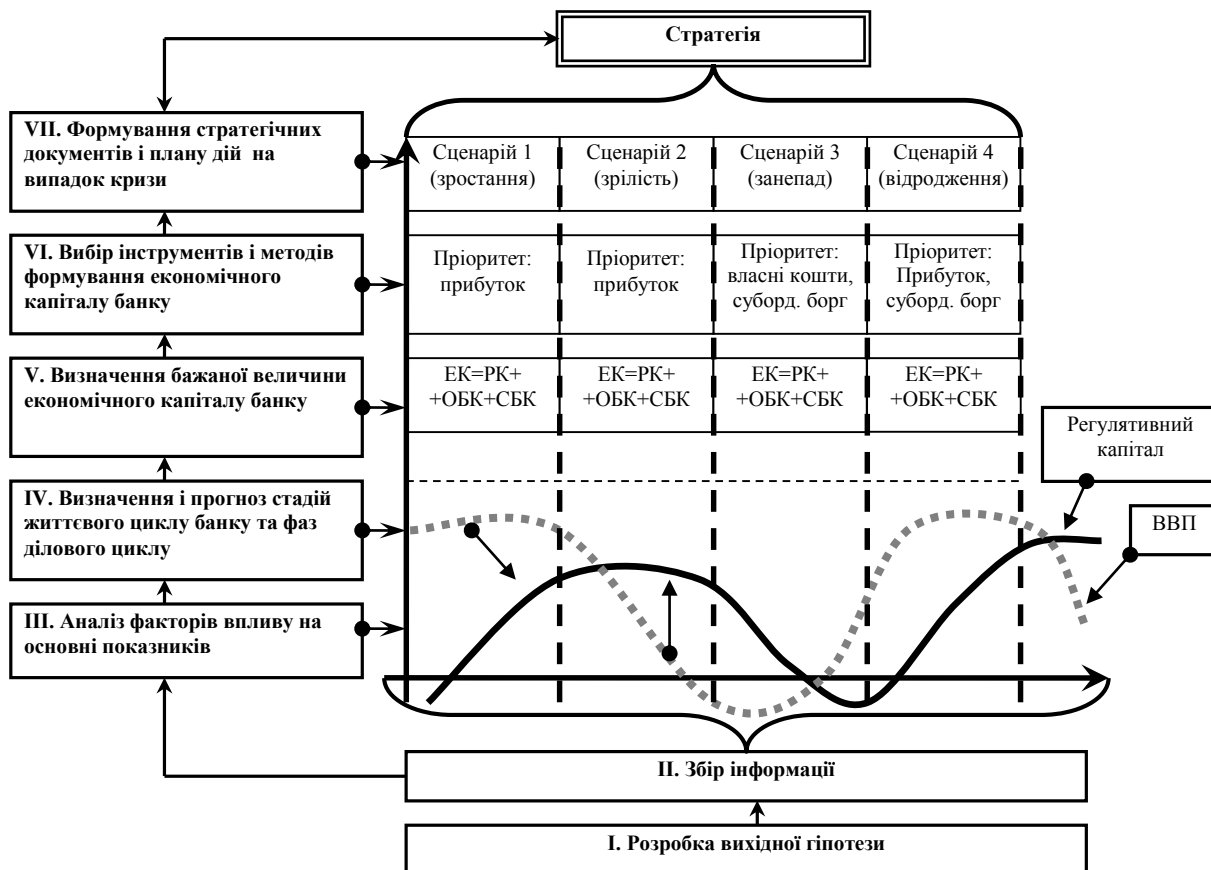 Стратегія
VII. Формування стратегічних
документів і плану дій на
випадок кризи
Сценарій 1
(зростання)
Сценарій 2
(зрілість)
Сценарій 3
(занепад)
Сценарій 4
(відродження)
VI. Вибір інструментів і методів
формування економічного
капіталу банку
Пріоритет:
прибуток
Пріоритет:
прибуток
Пріоритет:
власні кошти,
суборд. борг
Пріоритет:
Прибуток,
суборд. борг
V. Визначення бажаної величини
економічного капіталу банку
ЕК=РК+
+ОБК+СБК
ЕК=РК+
+ОБК+СБК
ЕК=РК+
+ОБК+СБК
ЕК=РК+
+ОБК+СБК
Регулятивний
капітал
IV. Визначення і прогноз стадій
життєвого циклу банку та фаз
ділового циклу
ВВП
III. Аналіз факторів впливу на
основні показників
II. Збір інформації
I. Розробка вихідної гіпотези